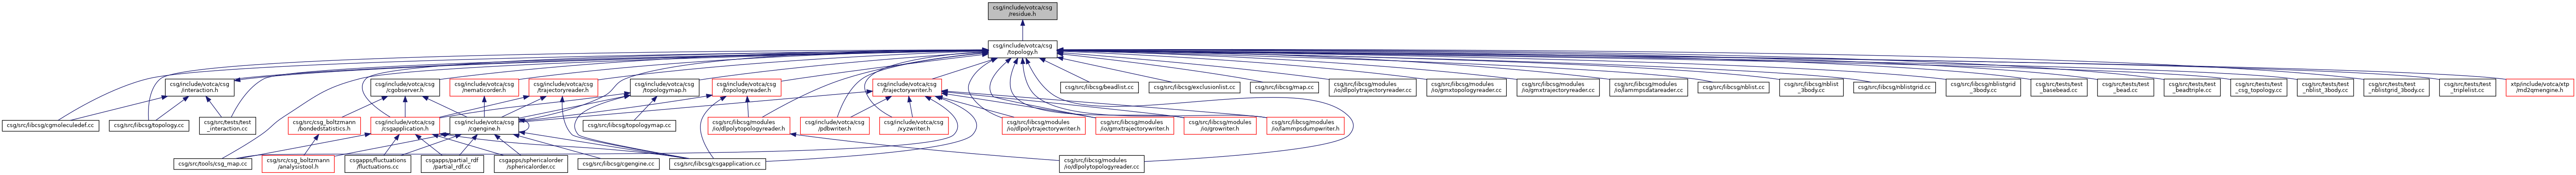 csg/include/votca/csg
/residue.h
csg/include/votca/csg
/topology.h
csg/include/votca/csg
/interaction.h
csg/include/votca/csg
/cgobserver.h
csg/include/votca/csg
/nematicorder.h
csg/include/votca/csg
/trajectoryreader.h
csg/include/votca/csg
/topologymap.h
csg/include/votca/csg
/topologyreader.h
csg/include/votca/csg
/trajectorywriter.h
csg/src/libcsg/beadlist.cc
csg/src/libcsg/exclusionlist.cc
csg/src/libcsg/map.cc
csg/src/libcsg/modules
/io/dlpolytrajectoryreader.cc
csg/src/libcsg/modules
/io/gmxtopologyreader.cc
csg/src/libcsg/modules
/io/gmxtrajectoryreader.cc
csg/src/libcsg/modules
/io/lammpsdatareader.cc
csg/src/libcsg/nblist.cc
csg/src/libcsg/nblist
_3body.cc
csg/src/libcsg/nblistgrid.cc
csg/src/libcsg/nblistgrid
_3body.cc
csg/src/tests/test
_basebead.cc
csg/src/tests/test
_bead.cc
csg/src/tests/test
_beadtriple.cc
csg/src/tests/test
_csg_topology.cc
csg/src/tests/test
_nblist_3body.cc
csg/src/tests/test
_nblistgrid_3body.cc
csg/src/tests/test
_triplelist.cc
xtp/include/votca/xtp
/md2qmengine.h
csg/src/libcsg/cgmoleculedef.cc
csg/src/libcsg/topology.cc
csg/src/tests/test
_interaction.cc
csg/src/csg_boltzmann
/bondedstatistics.h
csg/include/votca/csg
/csgapplication.h
csg/include/votca/csg
/cgengine.h
csg/src/libcsg/topologymap.cc
csg/src/libcsg/modules
/io/dlpolytopologyreader.h
csg/include/votca/csg
/pdbwriter.h
csg/include/votca/csg
/xyzwriter.h
csg/src/libcsg/modules
/io/dlpolytrajectorywriter.h
csg/src/libcsg/modules
/io/gmxtrajectorywriter.h
csg/src/libcsg/modules
/io/growriter.h
csg/src/libcsg/modules
/io/lammpsdumpwriter.h
csg/src/tools/csg_map.cc
csg/src/csg_boltzmann
/analysistool.h
csgapps/fluctuations
/fluctuations.cc
csgapps/partial_rdf
/partial_rdf.cc
csgapps/sphericalorder
/sphericalorder.cc
csg/src/libcsg/cgengine.cc
csg/src/libcsg/csgapplication.cc
csg/src/libcsg/modules
/io/dlpolytopologyreader.cc